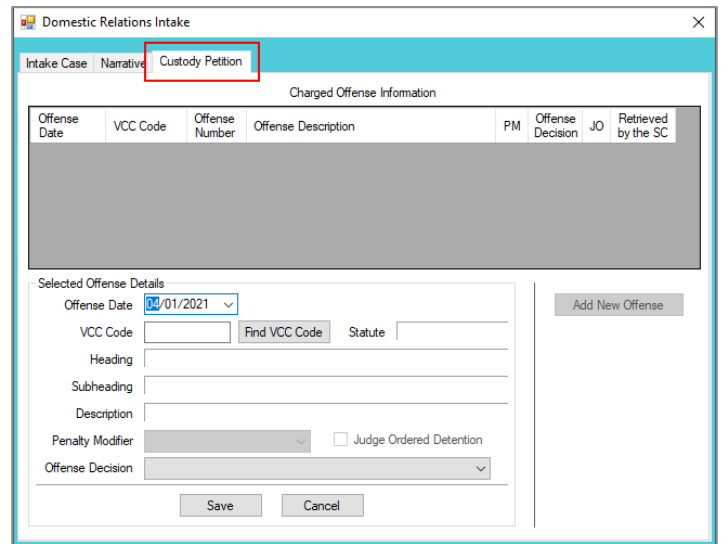 Domestic Relations Intake
Intake Case Narrative Custody Petition
Charged Offense Information
Offense Date VCC Code Offense Number Offense Description PM Offense Decision JO Retrieved by the SC
Selected Offense Details
Offense Date 04/01/2021
Add New Offense
VCC Code Find VCC Code Statute
Heading
Subheading
Description
Penalty Modifier Judge Ordered Detention
Offense Decision
Save Cancel